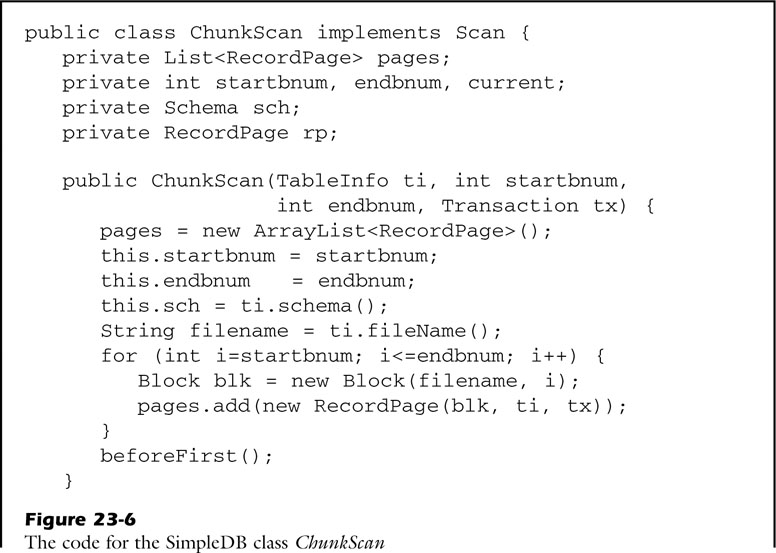 public class ChunkScan implements Scan {
   private List<RecordPage> pages;
   private int startbnum, endbnum, current;
   private Schema sch;
   private RecordPage rp;

   public ChunkScan(TableInfo ti, int startbnum,
                    int endbnum, Transaction tx) {
      pages = new ArrayList<RecordPage>();
      this.startbnum = startbnum;
      this.endbnum   = endbnum;
      this.sch = ti.schema();
      String filename = ti.fileName();
      for (int i=startbnum; i<=endbnum; i++) {
         Block blk = new Block(filename, i);
         pages.add(new RecordPage(blk, ti, tx));
      }
      beforeFirst();
   }
Figure 23-6
The code for the SimpleDB class ChunkScan